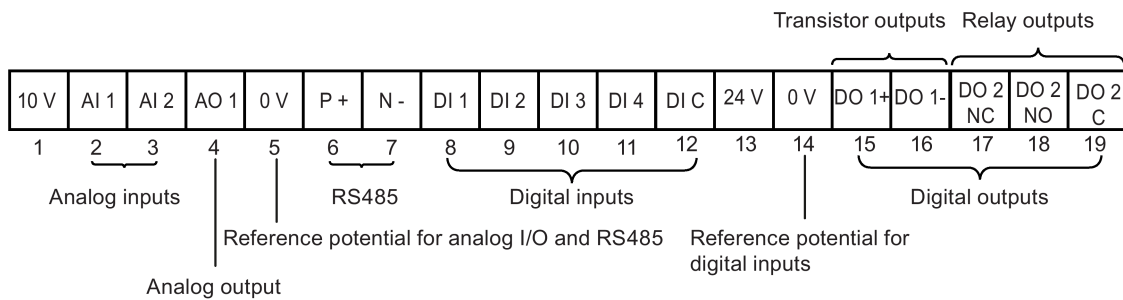 Transistor outputs Relay outputs
10 V AI 1 AI 2 AO 1 0 V P + N - DI 1 DI 2 DI 3 DI 4 DI C 24 V 0 V DO 1+ DO 1- DO 2 NC DO 2 NO DO 2 C
1 2 3 4 5 6 7 8 9 10 11 12 13 14 15 16 17 18 19
Analog inputs RS485 Digital inputs Digital outputs
Reference potential for analog I/O and RS485 Reference potential for
digital inputs
Analog output